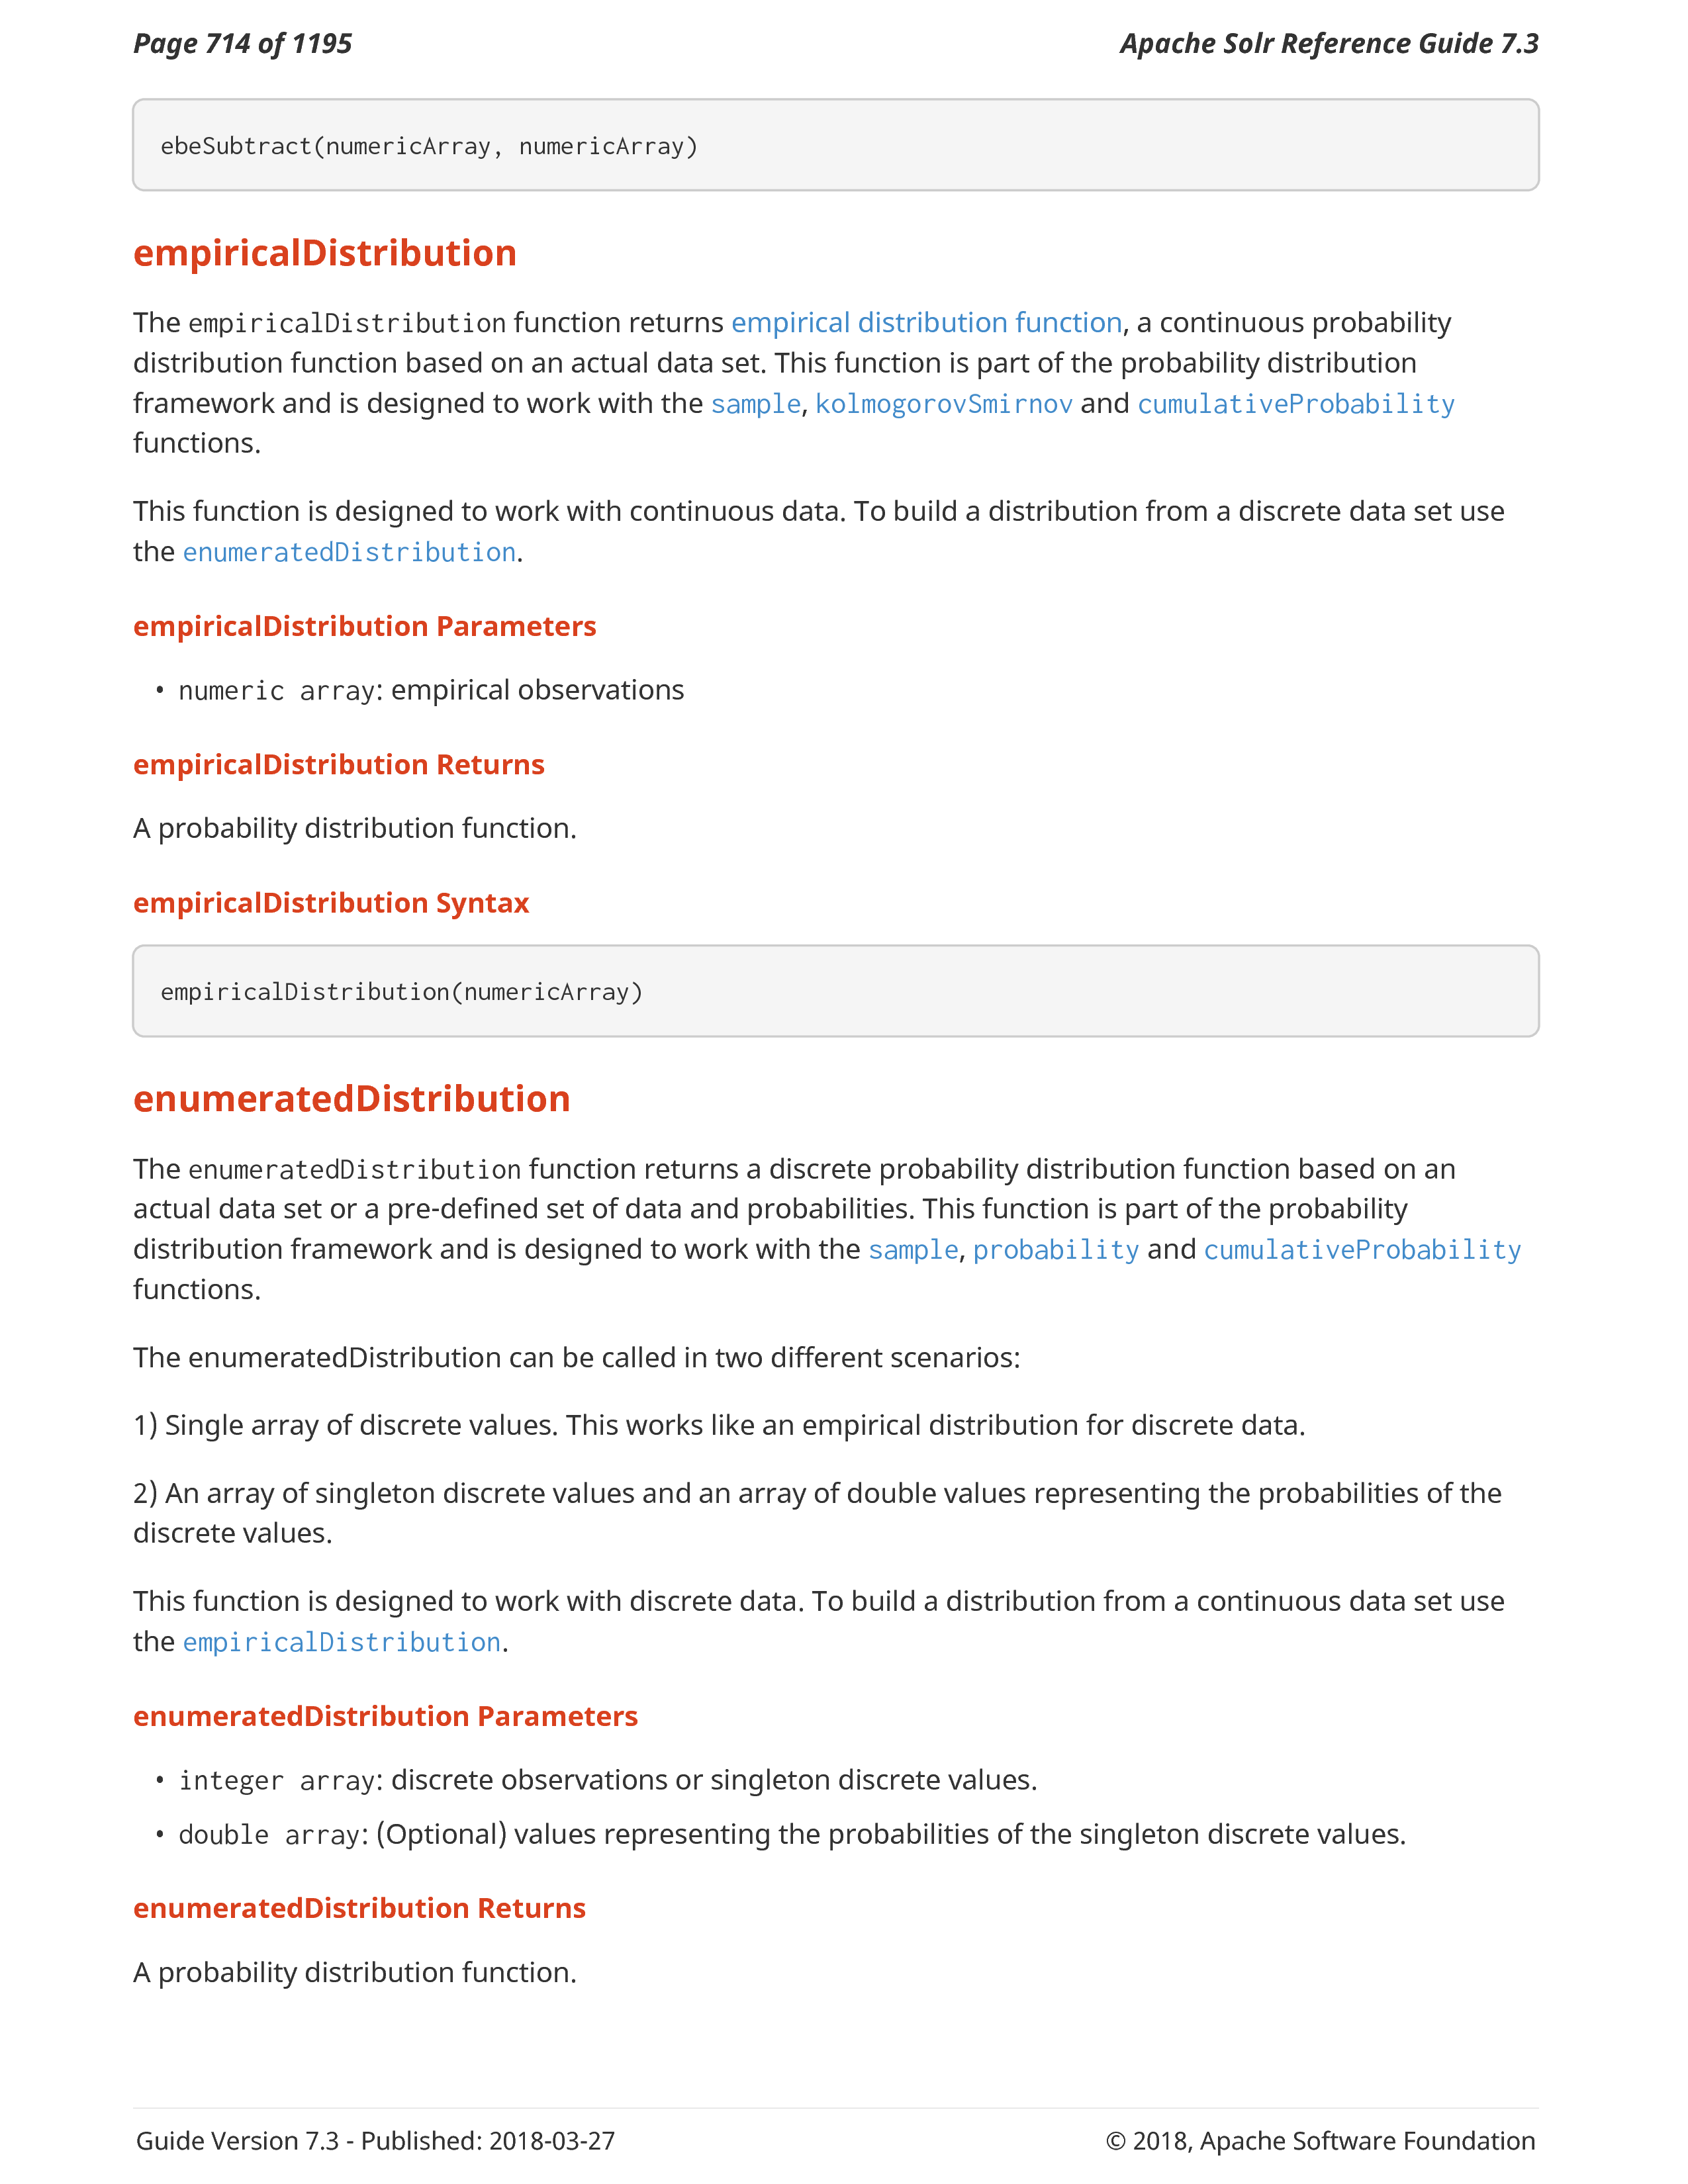 Page 714 of 1195
Apache Solr Reference Guide 7.3
ebeSubtract(numericArray, numericArray)
empiricalDistribution
The empiricalDistribution function returns empirical distribution function, a continuous probability
distribution function based on an actual data set. This function is part of the probability distribution
framework and is designed to work with the sample, kolmogorovSmirnov and cumulativeProbability
functions.
This function is designed to work with continuous data. To build a distribution from a discrete data set use
the enumeratedDistribution.
empiricalDistribution Parameters
• numeric array: empirical observations
empiricalDistribution Returns
A probability distribution function.
empiricalDistribution Syntax
empiricalDistribution(numericArray)
enumeratedDistribution
The enumeratedDistribution function returns a discrete probability distribution function based on an
actual data set or a pre-defined set of data and probabilities. This function is part of the probability
distribution framework and is designed to work with the sample, probability and cumulativeProbability
functions.
The enumeratedDistribution can be called in two different scenarios:
1) Single array of discrete values. This works like an empirical distribution for discrete data.
2) An array of singleton discrete values and an array of double values representing the probabilities of the
discrete values.
This function is designed to work with discrete data. To build a distribution from a continuous data set use
the empiricalDistribution.
enumeratedDistribution Parameters
• integer array: discrete observations or singleton discrete values.
• double array: (Optional) values representing the probabilities of the singleton discrete values.
enumeratedDistribution Returns
A probability distribution function.
Guide Version 7.3 - Published: 2018-03-27
© 2018, Apache Software Foundation